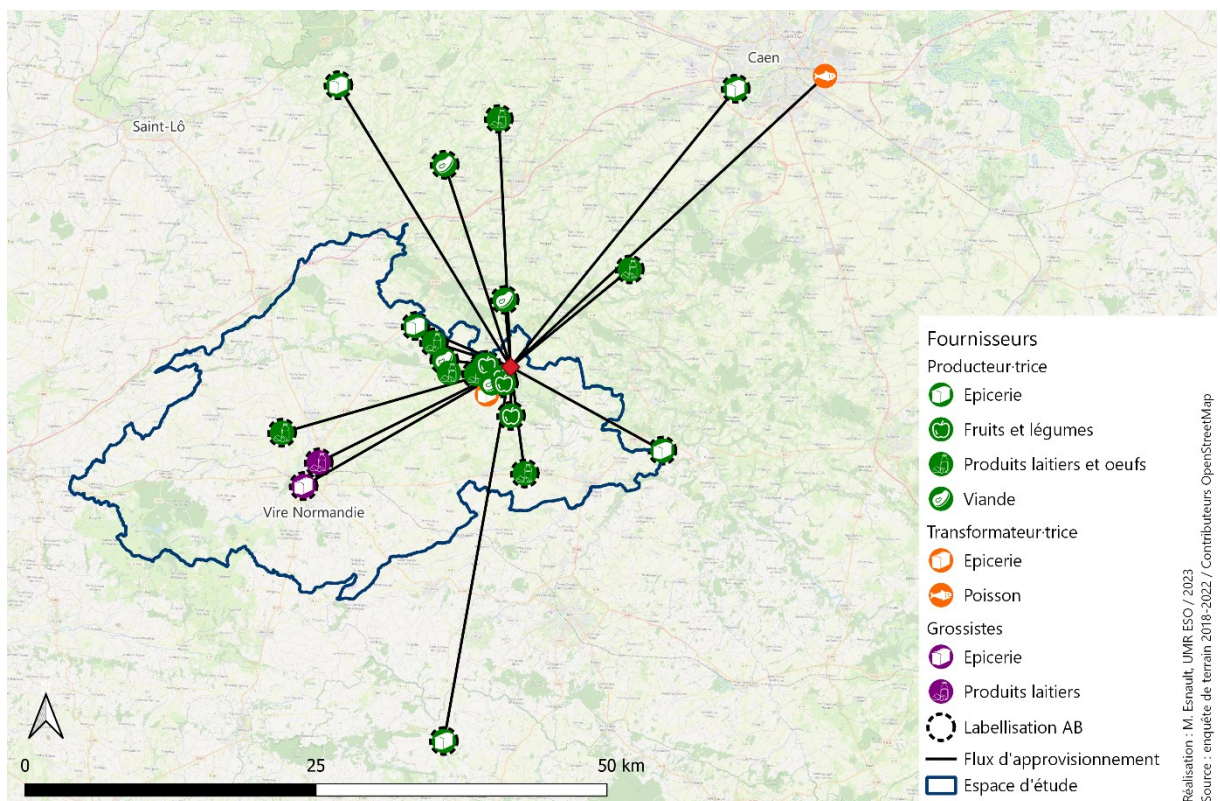 Caen
Saint-Lô
Vire Normandie
Fournisseurs
Producteur·trice
Epicerie
Fruits et légumes
Produits laitiers et oeufs
Viande
Transformateur·trice
Epicerie
Poisson
Grossistes
Epicerie
Produits laitiers
Labellisation AB
Flux d'approvisionnement
Espace d'étude
Réalisation : M. Esnault, UMR ESO / 2023
Source : enquête de terrain 2018-2022 / Contributeurs OpenStreetMap
0
25
50 km